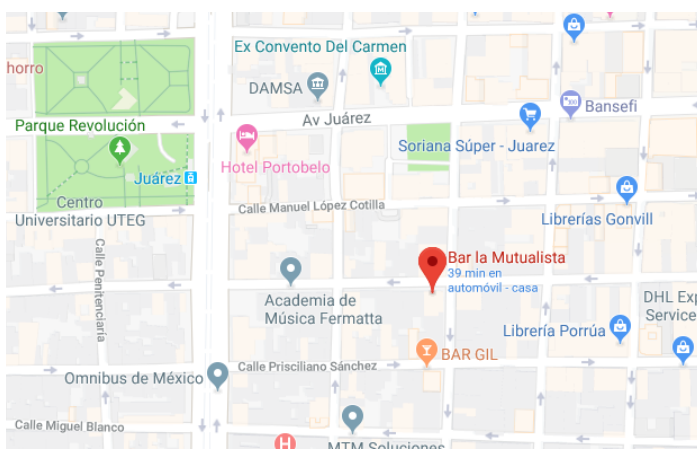 Ex Convento Del Carmen
horro
DAMSA
Bansefi
Av Juárez
Parque Revolución
Soriana Súper - Juarez
Hotel Portobelo
Juárez
Centro
Universitario UTEG
Calle Manuel López Cotilla
Librerías Gonvill
Calle Penitenciaría
Bar la Mutualista
39 min en
automóvil - casa
Academia de
Música Fermatta
DHL Exp
Service
Librería Porrúa
BAR GIL
Calle Prisciliano Sánchez
Omnibus de México
Calle Miguel Blanco
H
MTM Soluciones